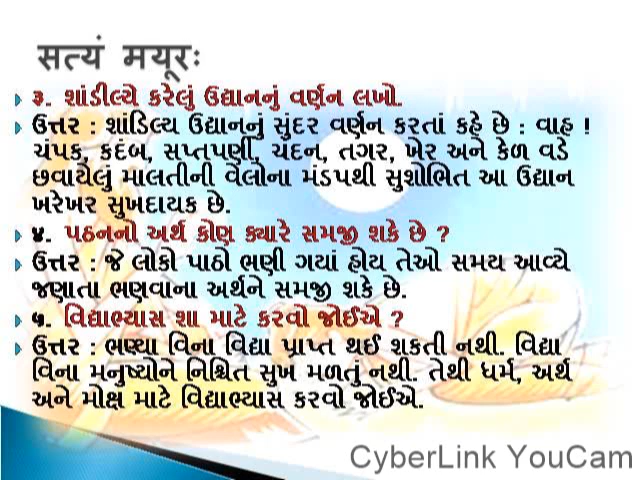 सत्यं मयूरः
૩. શાંડીલ્યે કરેલું ઉદ્યાનનું વર્ણન લખો.
ઉત્તર : શાંડિલ્ય ઉદ્યાનનું સુંદર વર્ણન કરતાં કહે છે : વાહ !
ચંપક, કદંબ, સપ્તપર્ણી, ચંદન, તગર, ખેર અને કેળ વડે
છવાયેલું માલતીની વેલોના મંડપથી સુશોભિત આ ઉદ્યાન
ખરેખર સુખદાયક છે.
૪. પઠનનો અર્થ કોણ ક્યારે સમજી શકે છે ?
ઉત્તર : જે લોકો પાઠો ભણી ગયાં હોય તેઓ સમય આવ્યે
જણાતા ભણવાના અર્થને સમજી શકે છે.
૫. વિદ્યાભ્યાસ શા માટે કરવો જોઈએ ?
ઉત્તર : ભણ્યા વિના વિદ્યા પ્રાપ્ત થઈ શકતી નથી. વિદ્યા
વિના મનુષ્યોને નિશ્ચિત સુખ મળતું નથી. તેથી ધર્મ, અર્થ
અને મોક્ષ માટે વિદ્યાભ્યાસ કરવો જોઈએ.
CyberLink YouCam